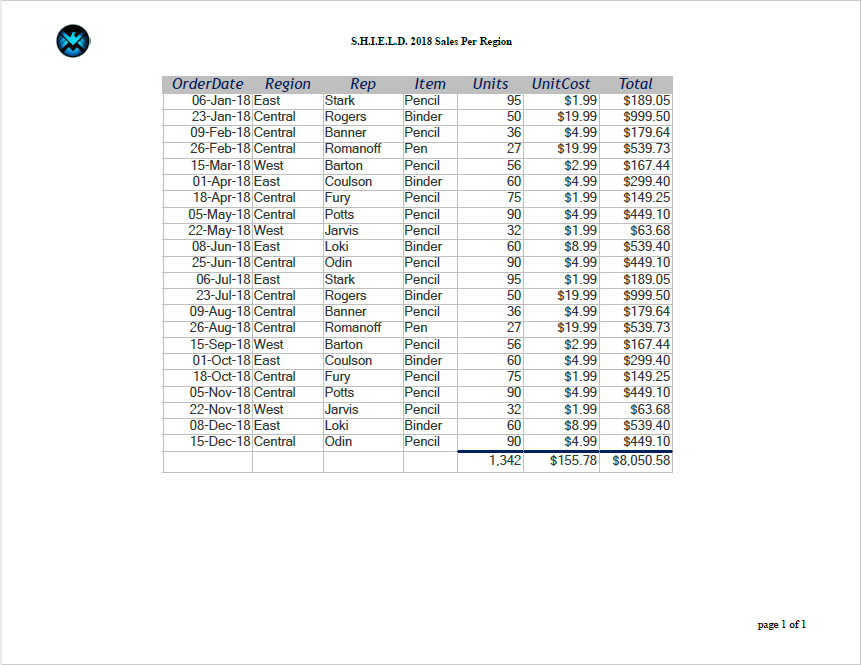 S.H.I.E.L.D. 2018 Sales Per Region
OrderDate Region Rep Item Units UnitCost Total
06-Jan-18 East Stark Pencil 95 $1.99 $189.05
23-Jan-18 Central Rogers Binder 50 $19.99 $999.50
09-Feb-18 Central Banner Pencil 36 $4.99 $179.64
26-Feb-18 Central Romanoff Pen 27 $19.99 $539.73
15-Mar-18 West Barton Pencil 56 $2.99 $167.44
01-Apr-18 East Coulson Binder 60 $4.99 $299.40
18-Apr-18 Central Fury Pencil 75 $1.99 $149.25
05-May-18 Central Potts Pencil 90 $4.99 $449.10
22-May-18 West Jarvis Pencil 32 $1.99 $63.68
08-Jun-18 East Loki Binder 60 $8.99 $539.40
25-Jun-18 Central Odin Pencil 90 $4.99 $449.10
06-Jul-18 East Stark Pencil 95 $1.99 $189.05
23-Jul-18 Central Rogers Binder 50 $19.99 $999.50
09-Aug-18 Central Banner Pencil 36 $4.99 $179.64
26-Aug-18 Central Romanoff Pen 27 $19.99 $539.73
15-Sep-18 West Barton Pencil 56 $2.99 $167.44
01-Oct-18 East Coulson Binder 60 $4.99 $299.40
18-Oct-18 Central Fury Pencil 75 $1.99 $149.25
05-Nov-18 Central Potts Pencil 90 $4.99 $449.10
22-Nov-18 West Jarvis Pencil 32 $1.99 $63.68
08-Dec-18 East Loki Binder 60 $8.99 $539.40
15-Dec-18 Central Odin Pencil 90 $4.99 $449.10
1,342 $155.78 $8,050.58
page 1 of 1